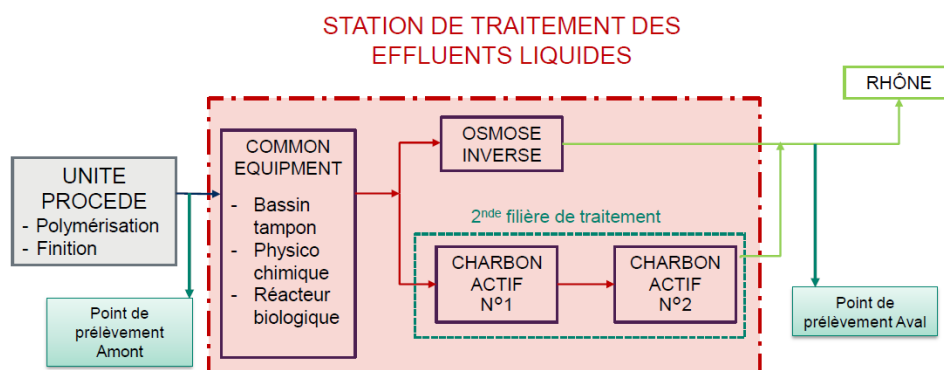 STATION DE TRAITEMENT DES
EFFLUENTS LIQUIDES
RHÔNE
UNITE
PROCEDE
- Polymérisation
- Finition
COMMON
EQUIPMENT
- Bassin
tampon
- Physico
chimique
- Réacteur
biologique
OSMOSE
INVERSE
2nde filière de traitement
CHARBON
ACTIF
N°1
CHARBON
ACTIF
N°2
Point de
prélèvement
Amont
Point de
prélèvement Aval